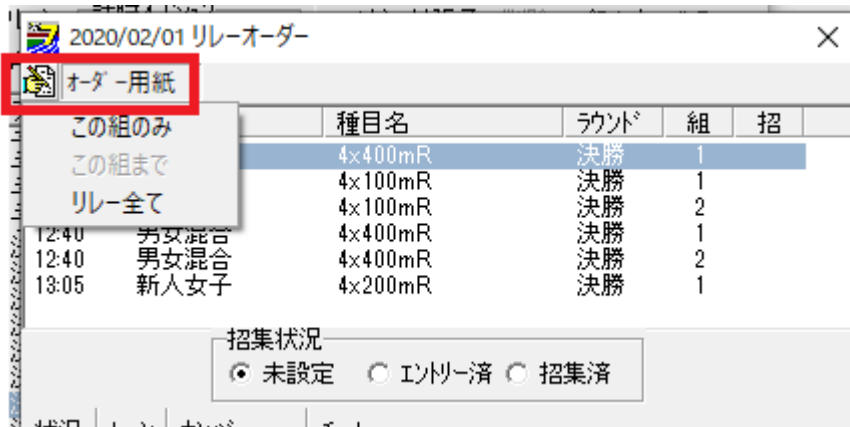 2020/02/01 リレーオーダー
オーダー用紙
この組のみ
この組まで
リレー全て
種目名 ラウンド 組 招
4x400mR 決勝 1
4x100mR 決勝 1
4x100mR 決勝 2
12:40 男女混合 4x400mR 決勝 1
12:40 男女混合 4x400mR 決勝 2
13:05 新人女子 4x200mR 決勝 1
招集状況
未設定 エントリー済 招集済